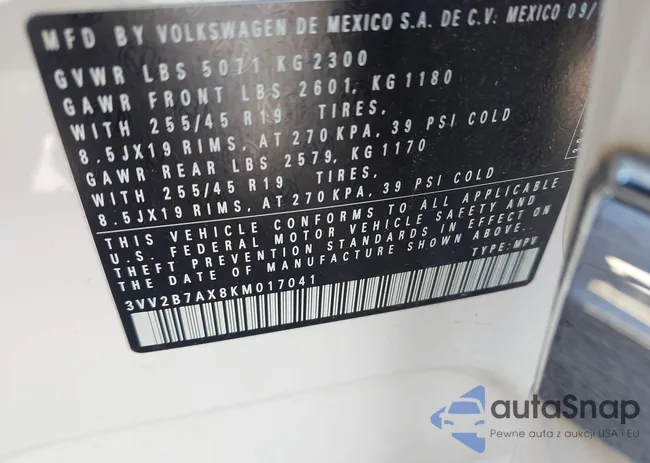 MFD BY VOLKSWAGEN DE MEXICO S.A. DE C.V: MEXICO 09/
GVWR LBS 5071 KG 2300
GAWR FRONT LBS 2601, KG 1180
WITH 255/45 R19 TIRES,
8.5JX19 RIMS, AT 270 KPA, 39 PSI COLD
GAWR REAR LBS 2579, KG 1170
WITH 255/45 R19 TIRES,
8.5JX19 RIMS, AT 270 KPA, 39 PSI COLD
THIS VEHICLE CONFORMS TO ALL APPLICABLE
U.S. FEDERAL MOTOR VEHICLE SAFETY AND
THEFT PREVENTION STANDARDS IN EFFECT ON
THE DATE OF MANUFACTURE SHOWN ABOVE.
TYPE: MPV
3VV2B7AX8KM017041
autaSnap
Pewne auta z aukcji USA i EU